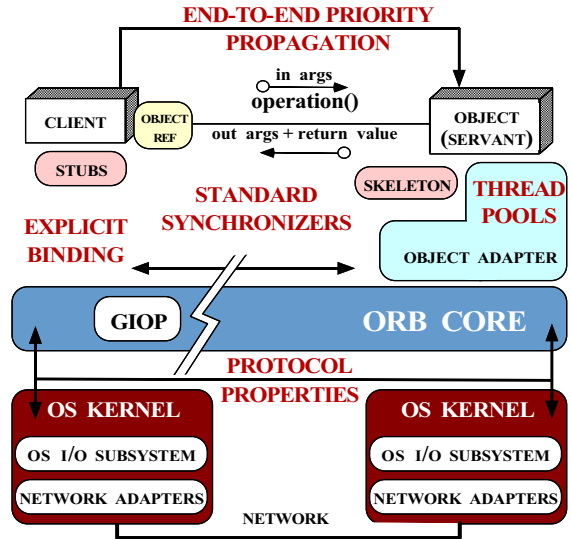 END-TO-END PRIORITY
PROPAGATION
in args
operation()
out args + return value
CLIENT
OBJECT
REF
OBJECT
(SERVANT)
STUBS
SKELETON
THREAD
POOLS
OBJECT ADAPTER
STANDARD
SYNCHRONIZERS
EXPLICIT
BINDING
GIOP
ORB CORE
PROTOCOL
PROPERTIES
OS KERNEL
OS I/O SUBSYSTEM
NETWORK ADAPTERS
OS KERNEL
OS I/O SUBSYSTEM
NETWORK ADAPTERS
NETWORK